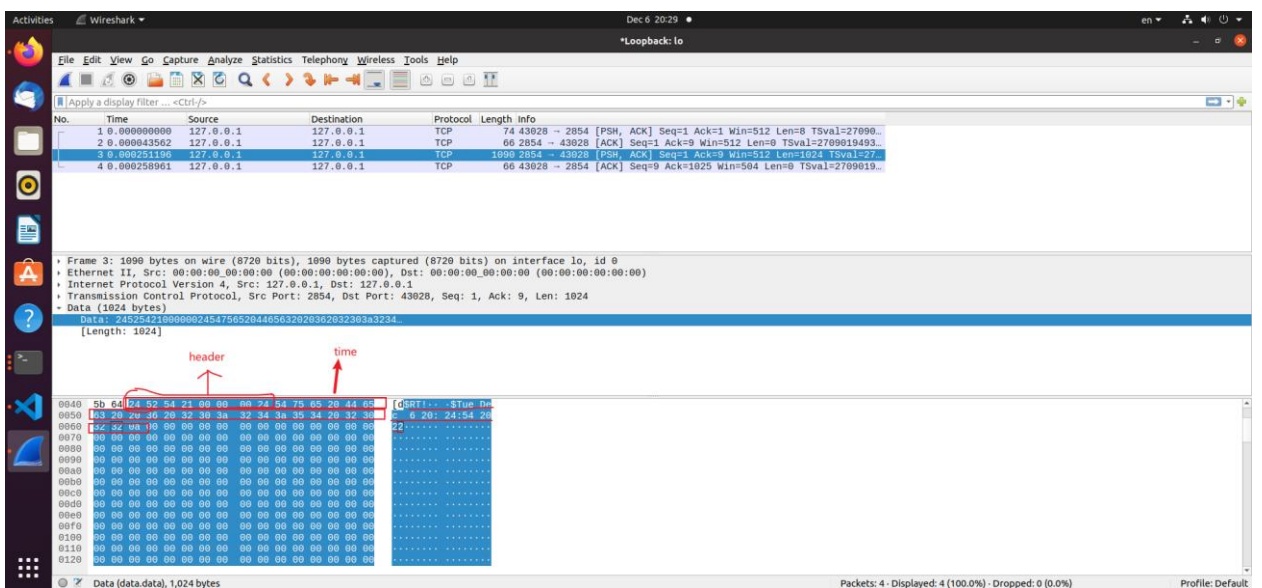 Activities Wireshark Dec 6 20:29 en
*Loopback: lo
File Edit View Go Capture Analyze Statistics Telephony Wireless Tools Help
Apply a display filter ... <Ctrl-/>
No. Time Source Destination Protocol Length Info
1 0.000000000 127.0.0.1 127.0.0.1 TCP 74 43028 → 2854 [PSH, ACK] Seq=1 Ack=1 Win=512 Len=8 TSval=27090…
2 0.000043562 127.0.0.1 127.0.0.1 TCP 66 2854 → 43028 [ACK] Seq=1 Ack=9 Win=512 Len=0 TSval=2709019493…
3 0.000251196 127.0.0.1 127.0.0.1 TCP 1090 2854 → 43028 [PSH, ACK] Seq=1 Ack=9 Win=512 Len=1024 TSval=27…
4 0.000258961 127.0.0.1 127.0.0.1 TCP 66 43028 → 2854 [ACK] Seq=9 Ack=1025 Win=504 Len=0 TSval=2709019…
Frame 3: 1090 bytes on wire (8720 bits), 1090 bytes captured (8720 bits) on interface lo, id 0
Ethernet II, Src: 00:00:00_00:00:00 (00:00:00:00:00:00), Dst: 00:00:00_00:00:00 (00:00:00:00:00:00)
Internet Protocol Version 4, Src: 127.0.0.1, Dst: 127.0.0.1
Transmission Control Protocol, Src Port: 2854, Dst Port: 43028, Seq: 1, Ack: 9, Len: 1024
Data (1024 bytes)
Data: 2452542100000024547565204465632020362032303a3234…
[Length: 1024]
header time
0040 5b 64 24 52 54 21 00 00 00 24 54 75 65 20 44 65 [d$RT!·· ·$Tue De
0050 63 20 20 36 20 32 30 3a 32 34 3a 35 34 20 32 30 c 6 20: 24:54 20
0060 32 32 0a 00 00 00 00 00 00 00 00 00 00 00 00 00 22······ ········
0070 00 00 00 00 00 00 00 00 00 00 00 00 00 00 00 00 ········ ········
0080 00 00 00 00 00 00 00 00 00 00 00 00 00 00 00 00 ········ ········
0090 00 00 00 00 00 00 00 00 00 00 00 00 00 00 00 00 ········ ········
00a0 00 00 00 00 00 00 00 00 00 00 00 00 00 00 00 00 ········ ········
00b0 00 00 00 00 00 00 00 00 00 00 00 00 00 00 00 00 ········ ········
00c0 00 00 00 00 00 00 00 00 00 00 00 00 00 00 00 00 ········ ········
00d0 00 00 00 00 00 00 00 00 00 00 00 00 00 00 00 00 ········ ········
00e0 00 00 00 00 00 00 00 00 00 00 00 00 00 00 00 00 ········ ········
00f0 00 00 00 00 00 00 00 00 00 00 00 00 00 00 00 00 ········ ········
0100 00 00 00 00 00 00 00 00 00 00 00 00 00 00 00 00 ········ ········
0110 00 00 00 00 00 00 00 00 00 00 00 00 00 00 00 00 ········ ········
0120 00 00 00 00 00 00 00 00 00 00 00 00 00 00 00 00 ········ ········
Data (data.data), 1,024 bytes Packets: 4 · Displayed: 4 (100.0%) · Dropped: 0 (0.0%) Profile: Default